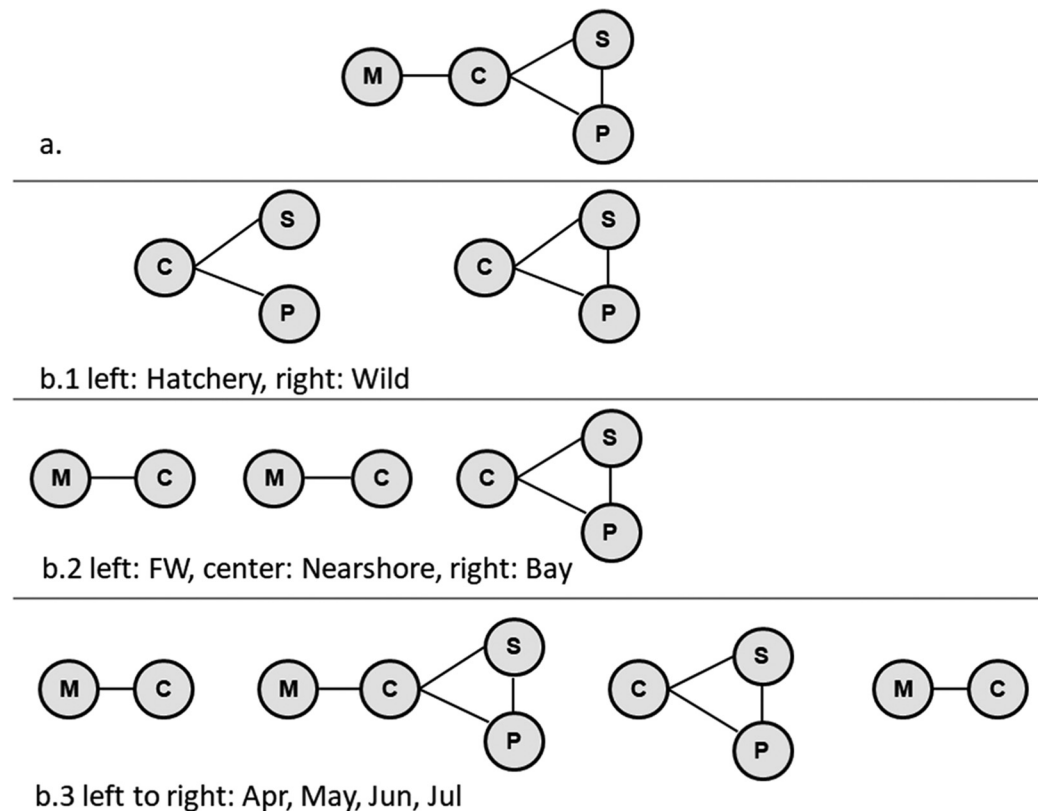 S
M C
P
a.
S S
C C
P P
b.1 left: Hatchery, right: Wild
S
M C M C C
P
b.2 left: FW, center: Nearshore, right: Bay
S S
M C M C C M C
P P
b.3 left to right: Apr, May, Jun, Jul